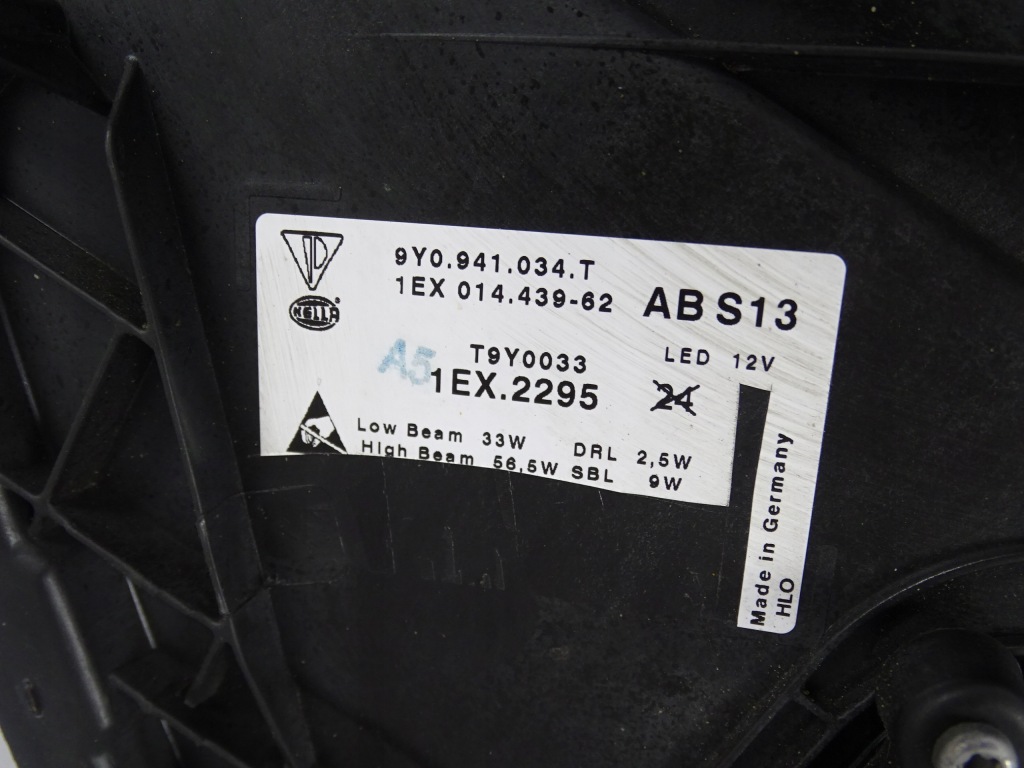 9Y0.941.034.T
1EX 014.439-62
AB S13
HELLA
T9Y0033
LED 12V
A5
1EX.2295
24
Low Beam 33W DRL 2,5W
High Beam 56,5W SBL 9W
Made in Germany
HLO